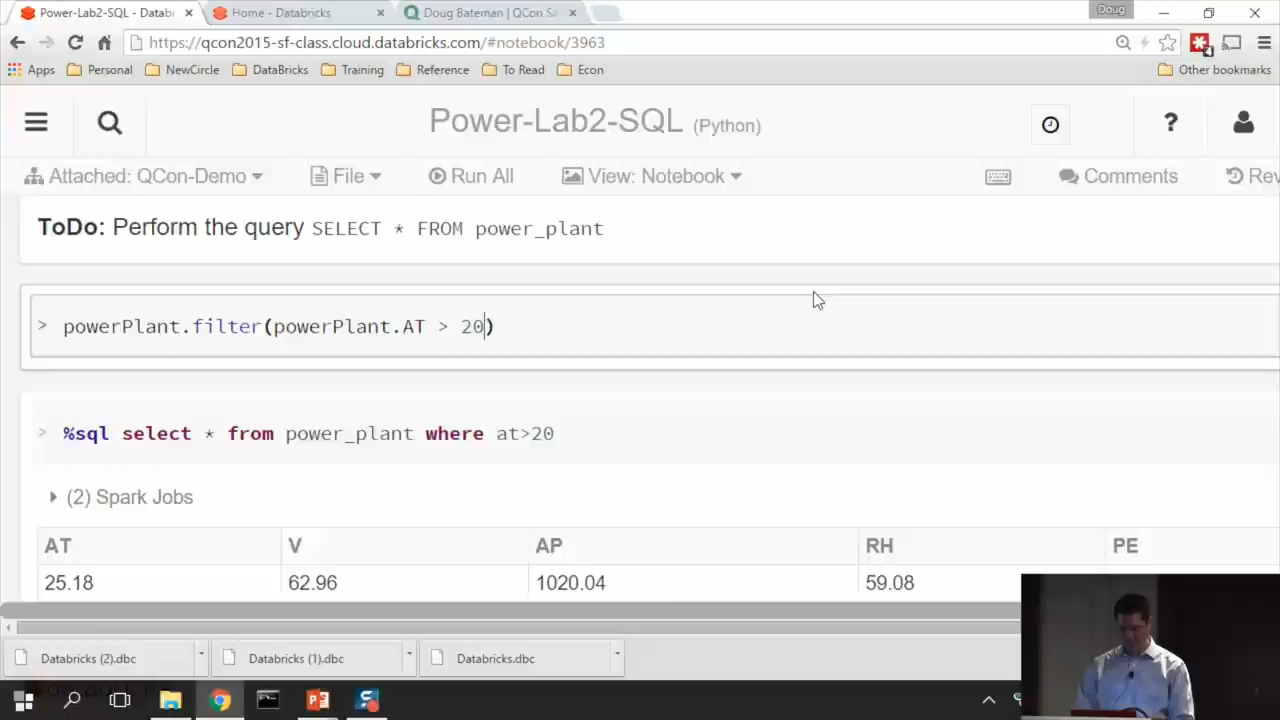 Power-Lab2-SQL - Datab
Home - Databricks
Doug Bateman | QCon Sa
Doug
https://qcon2015-sf-class.cloud.databricks.com/#notebook/3963
Apps Personal NewCircle DataBricks Training Reference To Read Econ Other bookmarks
Power-Lab2-SQL (Python)
?
Attached: QCon-Demo File Run All View: Notebook Comments Rev
ToDo: Perform the query SELECT * FROM power_plant
> powerPlant.filter(powerPlant.AT > 20)
> %sql select * from power_plant where at>20
(2) Spark Jobs
AT V AP RH PE
25.18 62.96 1020.04 59.08
Databricks (2).dbc Databricks (1).dbc Databricks.dbc